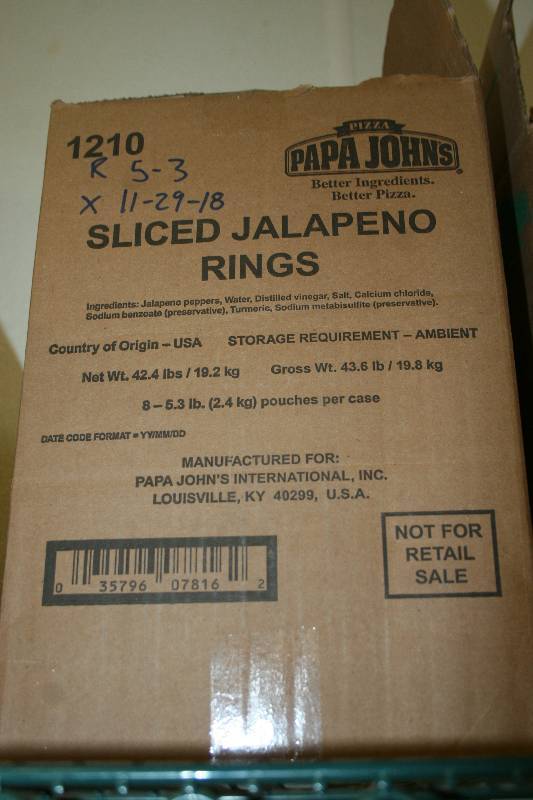 1210
R 5-3
X 11-29-18
PIZZA
PAPA JOHNS
Better Ingredients.
Better Pizza.
SLICED JALAPENO
RINGS
Ingredients: Jalapeno peppers, Water, Distilled vinegar, Salt, Calcium chloride,
Sodium benzoate (preservative), Turmeric, Sodium metabisulfite (preservative).
Country of Origin – USA STORAGE REQUIREMENT – AMBIENT
Net Wt. 42.4 lbs / 19.2 kg Gross Wt. 43.6 lb / 19.8 kg
8 – 5.3 lb. (2.4 kg) pouches per case
DATE CODE FORMAT = YY/MM/DD
MANUFACTURED FOR:
PAPA JOHN'S INTERNATIONAL, INC.
LOUISVILLE, KY 40299, U.S.A.
NOT FOR
RETAIL
SALE
0 35796 07816 2